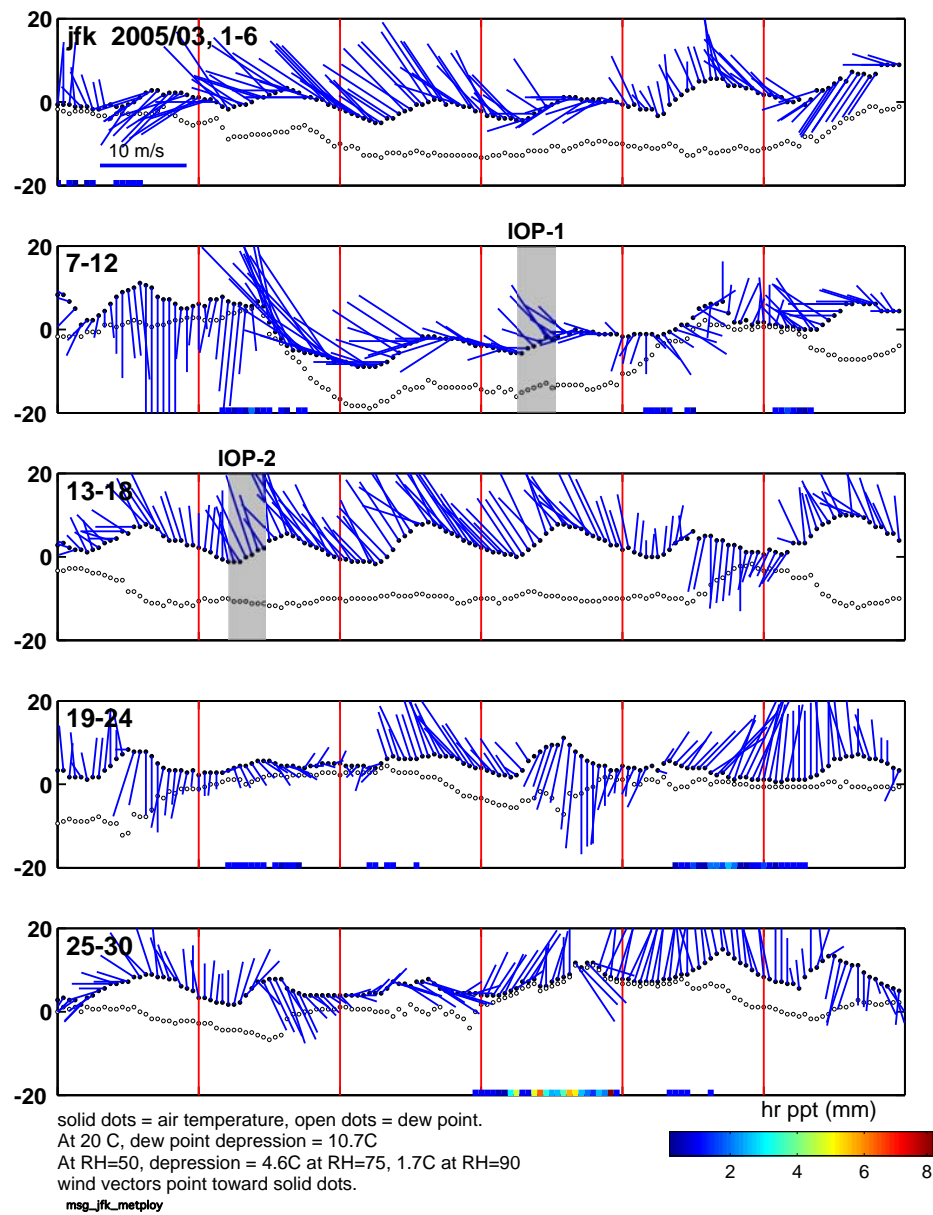 20
jfk 2005/03, 1-6
0
10 m/s
-20
IOP-1
20
7-12
0
-20
IOP-2
20
13-18
0
-20
20
19-24
0
-20
20
25-30
0
-20
solid dots = air temperature, open dots = dew point.
At 20 C, dew point depression = 10.7C
At RH=50, depression = 4.6C at RH=75, 1.7C at RH=90
wind vectors point toward solid dots.
msg_jfk_metploy
hr ppt (mm)
2 4 6 8